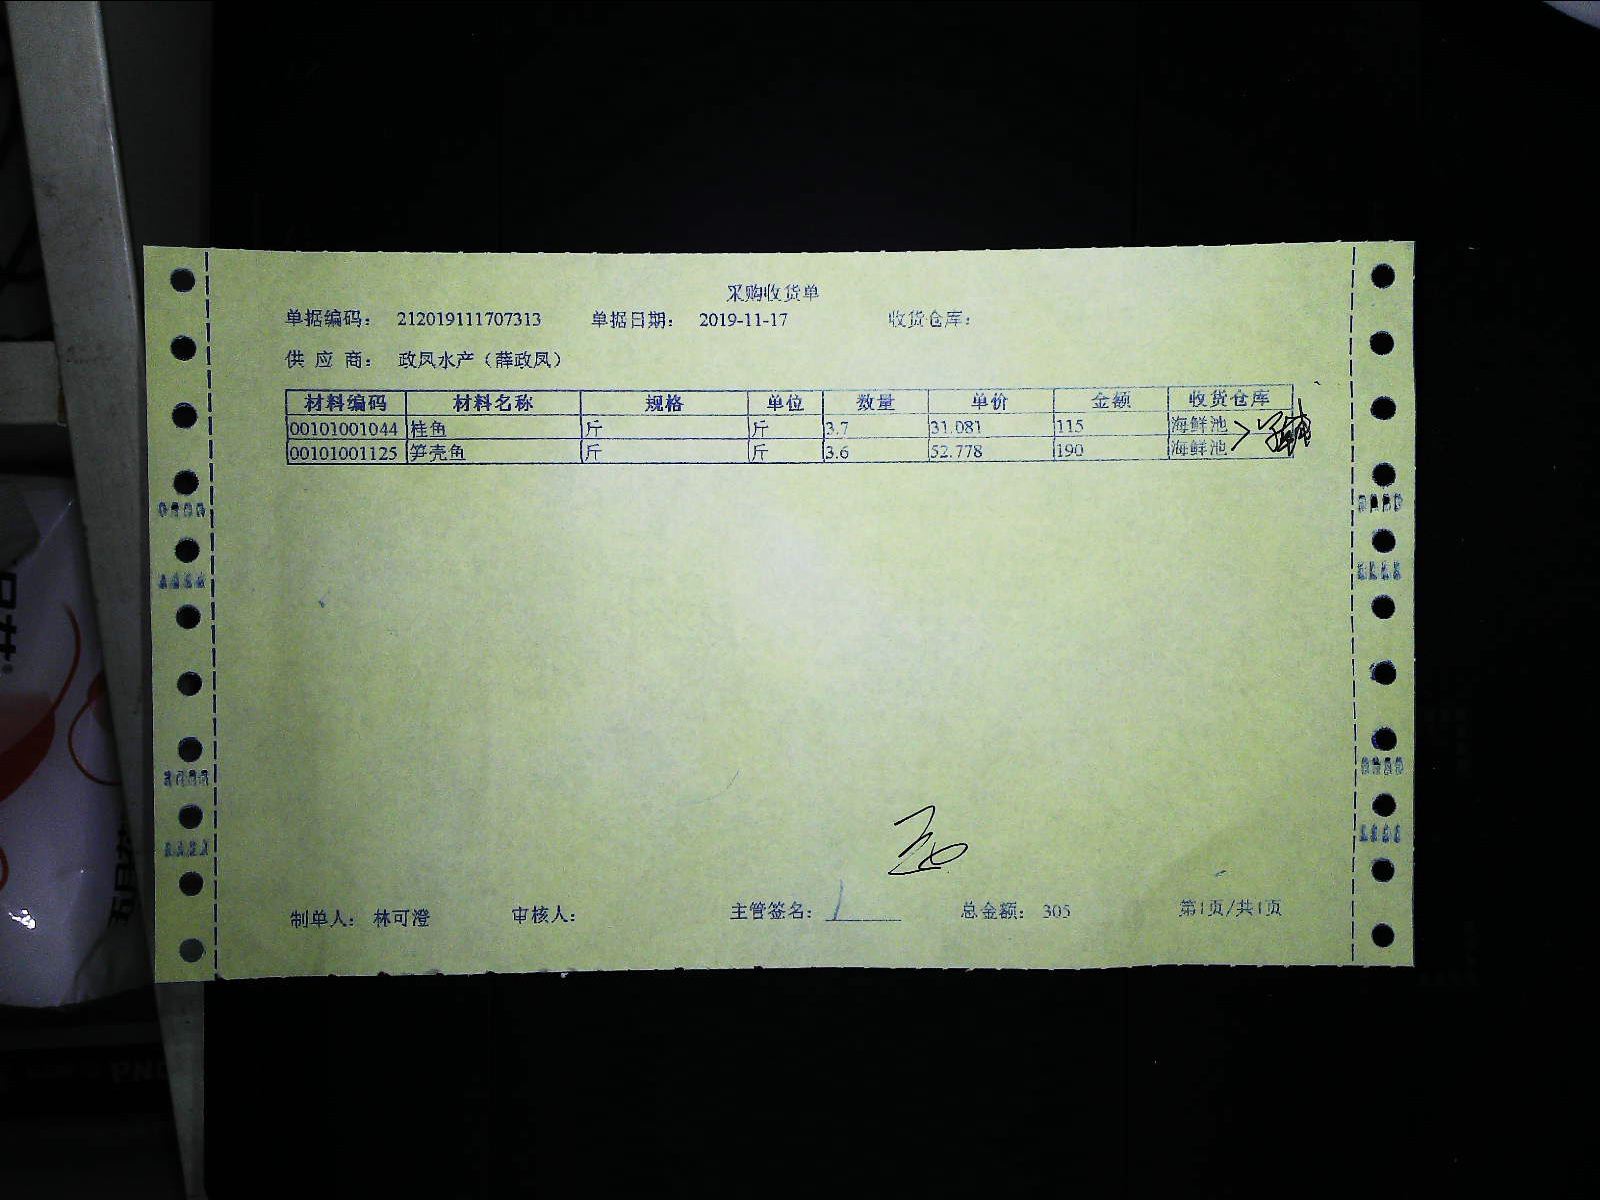 采购收货单
单据编码： 212019111707313 单据日期： 2019-11-17 收货仓库：
供 应 商： 政凤水产（薛政凤）
材料编码 材料名称 规格 单位 数量 单价 金额 收货仓库
00101001044 桂鱼 斤 斤 3.7 31.081 115 海鲜池
00101001125 笋壳鱼 斤 斤 3.6 52.778 190 海鲜池
制单人： 林可澄 审核人： 主管签名： 总金额： 305 第1页/共1页